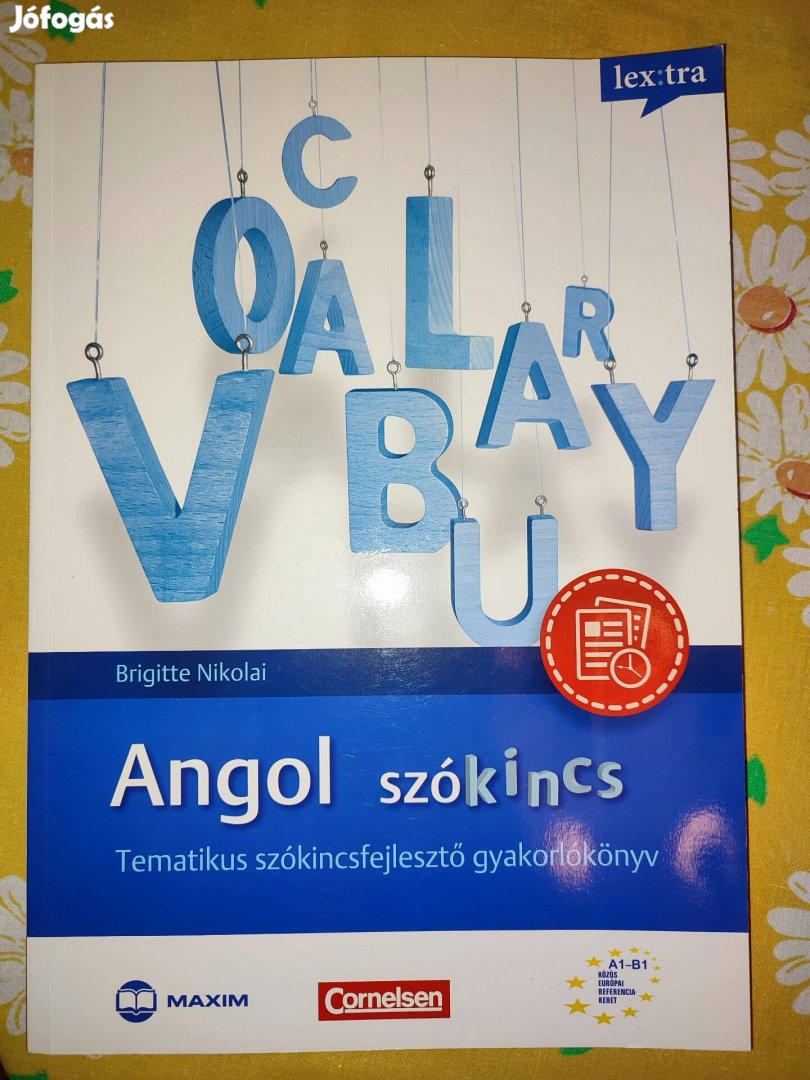 Jófogás
lex:tra
VOCABULARY
Brigitte Nikolai
Angol szókincs
Tematikus szókincsfejlesztő gyakorlókönyv
MAXIM
Cornelsen
A1–B1
KÖZÖS
EURÓPAI
REFERENCIA-
KERET